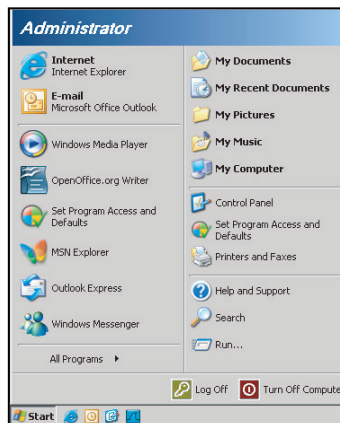 Administrator
Internet
Internet Explorer
E-mail
Microsoft Office Outlook
Windows Media Player
OpenOffice.org Writer
Set Program Access and
Defaults
MSN Explorer
Outlook Express
Windows Messenger
All Programs
My Documents
My Recent Documents
My Pictures
My Music
My Computer
Control Panel
Set Program Access and
Defaults
Printers and Faxes
Help and Support
Search
Run...
Log Off
Turn Off Compute
Start